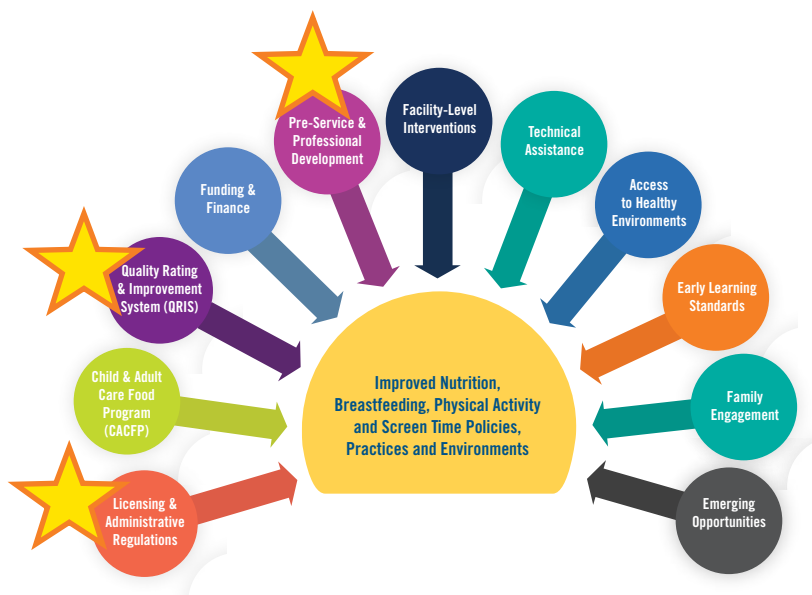 Pre-Service &
Professional
Development
Facility-Level
Interventions
Technical
Assistance
Funding &
Finance
Access
to Healthy
Environments
Quality Rating
& Improvement
System (QRIS)
Early Learning
Standards
Child & Adult
Care Food
Program
(CACFP)
Improved Nutrition,
Breastfeeding, Physical Activity
and Screen Time Policies,
Practices and Environments
Family
Engagement
Licensing &
Administrative
Regulations
Emerging
Opportunities